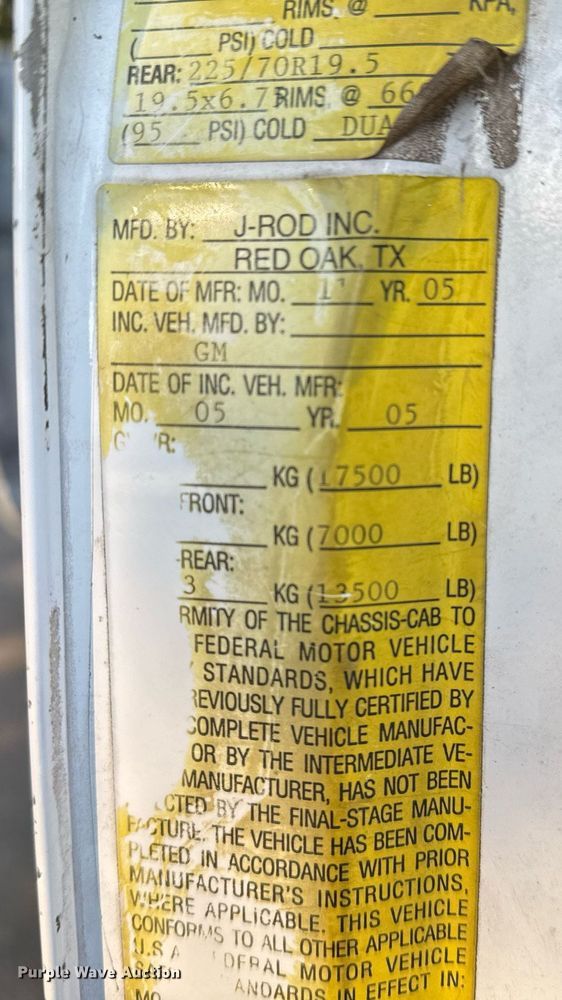 RIMS @ KPA,
( PSI) COLD
REAR: 225/70R19.5
19.5x6.75 RIMS @ 66
(95 PSI) COLD DUA
MFD. BY: J-ROD INC.
RED OAK, TX
DATE OF MFR: MO. YR. 05
INC. VEH. MFD. BY:
GM
DATE OF INC. VEH. MFR:
MO. 05 YR. 05
G R:
KG (17500 LB)
FRONT:
KG (7000 LB)
REAR:
3 KG (13500 LB)
RMITY OF THE CHASSIS-CAB TO
FEDERAL MOTOR VEHICLE
STANDARDS, WHICH HAVE
REVIOUSLY FULLY CERTIFIED BY
COMPLETE VEHICLE MANUFAC-
OR BY THE INTERMEDIATE VE-
MANUFACTURER, HAS NOT BEEN
CTED BY THE FINAL-STAGE MANU-
FACTURE. THE VEHICLE HAS BEEN COM-
PLETED IN ACCORDANCE WITH PRIOR
MANUFACTURER'S INSTRUCTIONS,
WHERE APPLICABLE. THIS VEHICLE
CONFORMS TO ALL OTHER APPLICABLE
U.S A DERAL MOTOR VEHICLE
ANDARDS IN EFFECT IN:
MO
Purple Wave Auction